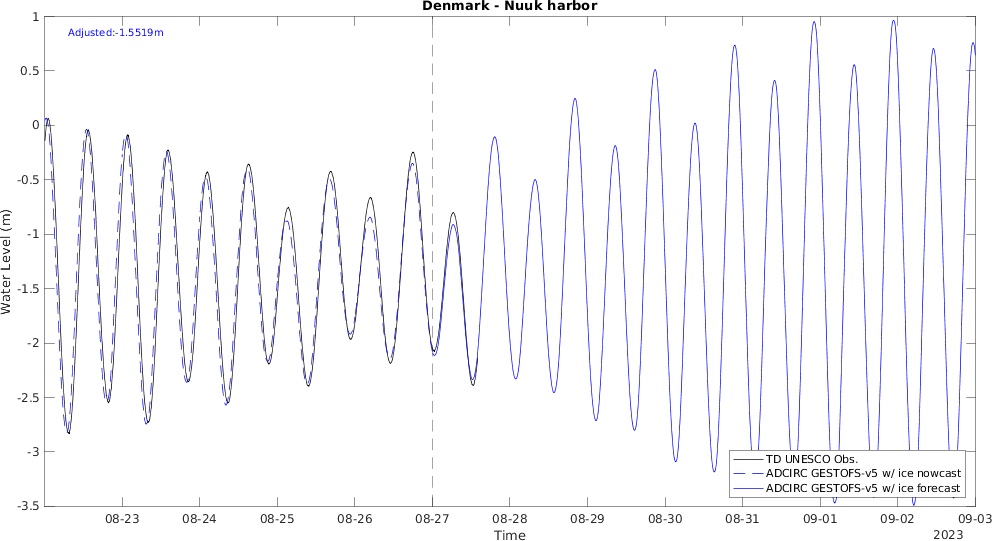 Denmark - Nuuk harbor
Adjusted:-1.5519m
1
0.5
0
-0.5
-1
-1.5
-2
-2.5
-3
-3.5
Water Level (m)
TD UNESCO Obs.
ADCIRC GESTOFS-v5 w/ ice nowcast
ADCIRC GESTOFS-v5 w/ ice forecast
08-23 08-24 08-25 08-26 08-27 08-28 08-29 08-30 08-31 09-01 09-02 09-03
Time
2023